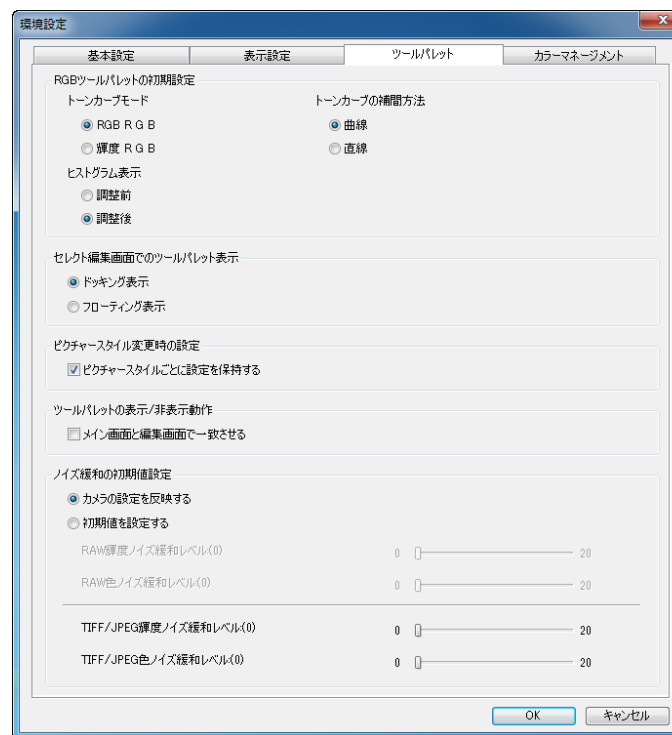 環境設定
基本設定 表示設定 ツールパレット カラーマネージメント
RGBツールパレットの初期設定
トーンカーブモード トーンカーブの補間方法
RGB R G B 曲線
輝度 R G B 直線
ヒストグラム表示
調整前
調整後
セレクト編集画面でのツールパレット表示
ドッキング表示
フローティング表示
ピクチャースタイル変更時の設定
ピクチャースタイルごとに設定を保持する
ツールパレットの表示/非表示動作
メイン画面と編集画面で一致させる
ノイズ緩和の初期値設定
カメラの設定を反映する
初期値を設定する
RAW輝度ノイズ緩和レベル:(0) 0 20
RAW色ノイズ緩和レベル:(0) 0 20
TIFF/JPEG輝度ノイズ緩和レベル:(0) 0 20
TIFF/JPEG色ノイズ緩和レベル:(0) 0 20
OK キャンセル